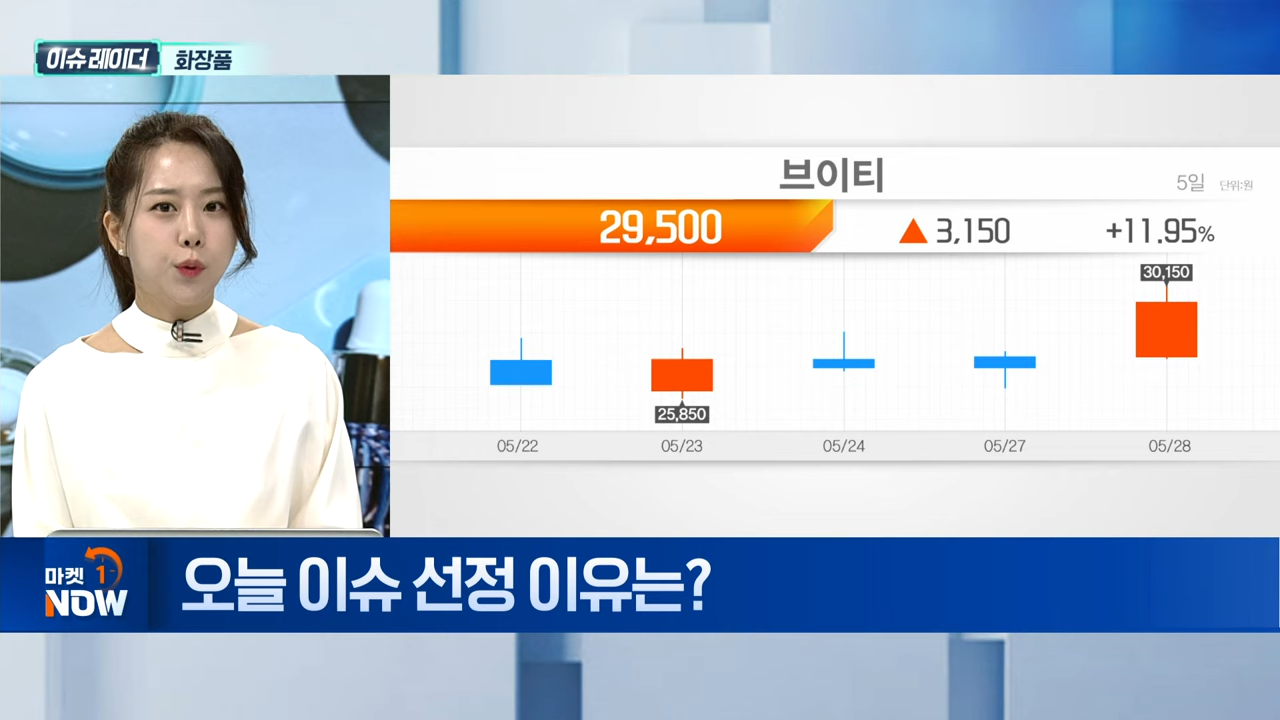 이슈 레이더 화장품
브이티
5일 단위:원
29,500 ▲ 3,150 +11.95%
30,150
25,850
05/22 05/23 05/24 05/27 05/28
마켓 1
NOW
오늘 이슈 선정 이유는?